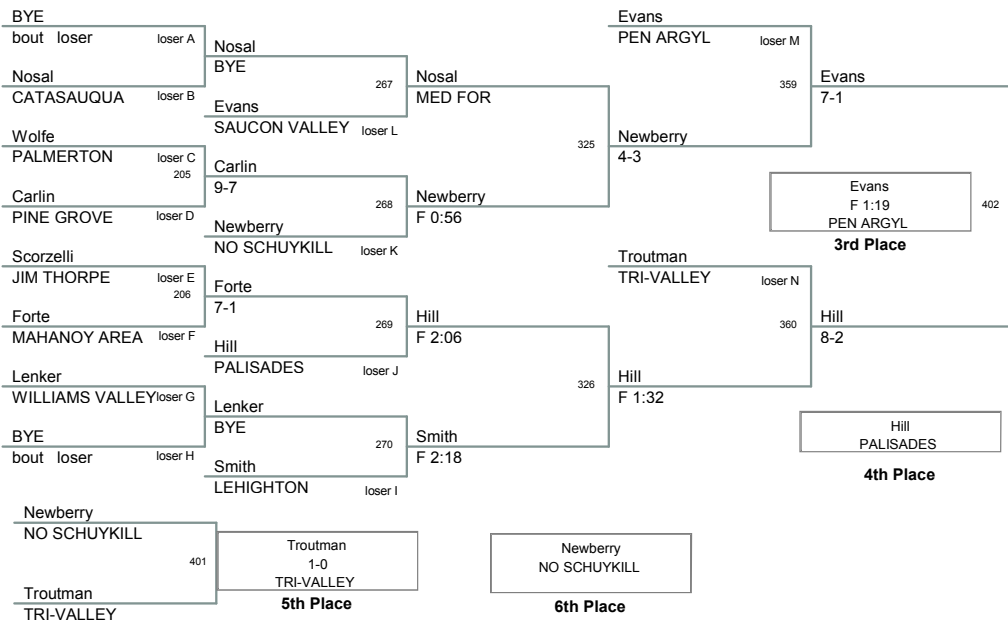 BYE
bout loser loser A
Nosal
CATASAUQUA loser B
Wolfe
PALMERTON loser C
205
Carlin
PINE GROVE loser D
Scorzelli
JIM THORPE loser E
206
Forte
MAHANOY AREA loser F
Lenker
WILLIAMS VALLEY loser G
BYE
bout loser loser H
Nosal
BYE
267
Evans
SAUCON VALLEY loser L
Carlin
9-7
268
Newberry
NO SCHUYKILL loser K
Forte
7-1
269
Hill
PALISADES loser J
Lenker
BYE
270
Smith
LEHIGHTON loser I
Nosal
MED FOR
325
Newberry
F 0:56
Hill
F 2:06
326
Smith
F 2:18
Evans
PEN ARGYL loser M
359
Newberry
4-3
Troutman
TRI-VALLEY loser N
360
Hill
F 1:32
Evans
7-1
Evans
F 1:19
PEN ARGYL
402
3rd Place
Hill
8-2
Hill
PALISADES
4th Place
Newberry
NO SCHUYKILL
401
Troutman
TRI-VALLEY
Troutman
1-0
TRI-VALLEY
5th Place
Newberry
NO SCHUYKILL
6th Place